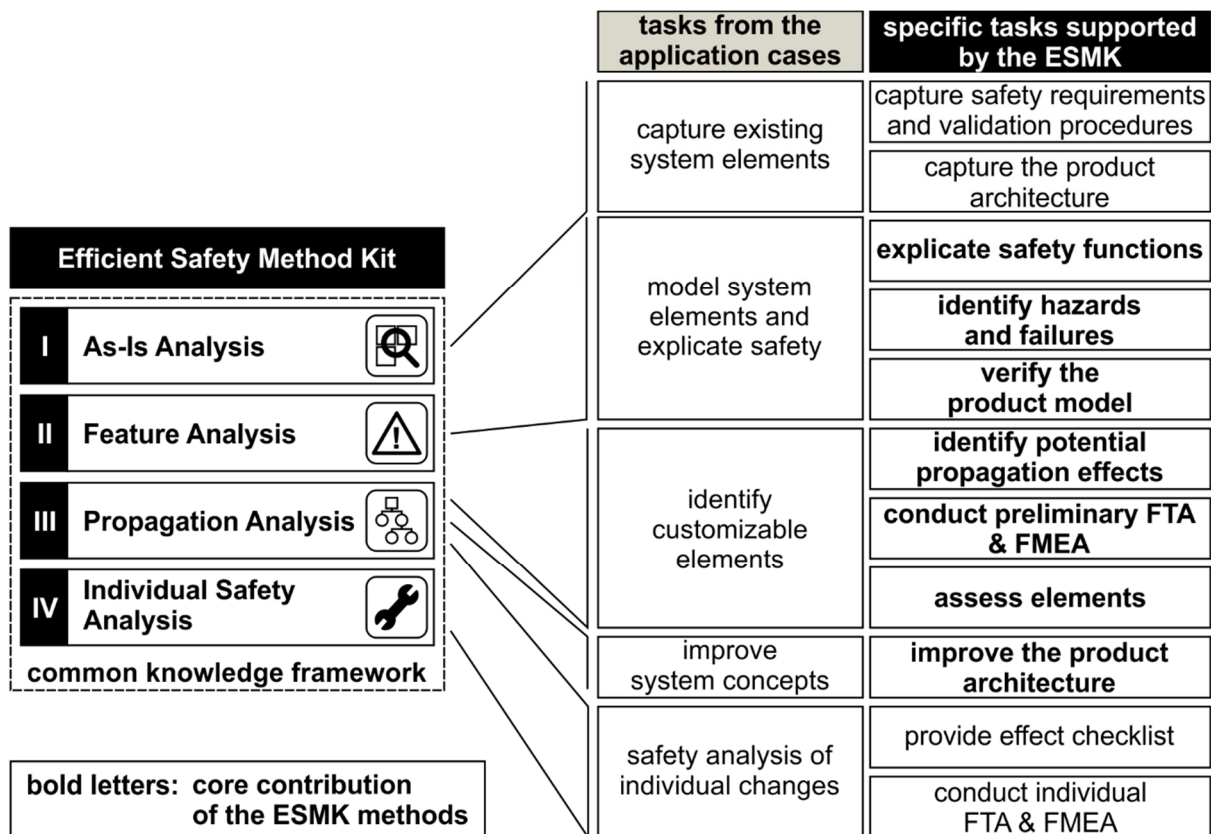 tasks from the
application cases
specific tasks supported
by the ESMK
capture existing
system elements
capture safety requirements
and validation procedures
capture the product
architecture
model system
elements and
explicate safety
explicate safety functions
identify hazards
and failures
verify the
product model
identify
customizable
elements
identify potential
propagation effects
conduct preliminary FTA
& FMEA
assess elements
improve
system concepts
improve the product
architecture
safety analysis of
individual changes
provide effect checklist
conduct individual
FTA & FMEA
Efficient Safety Method Kit
I As-Is Analysis
II Feature Analysis
III Propagation Analysis
IV Individual Safety
Analysis
common knowledge framework
bold letters: core contribution
of the ESMK methods